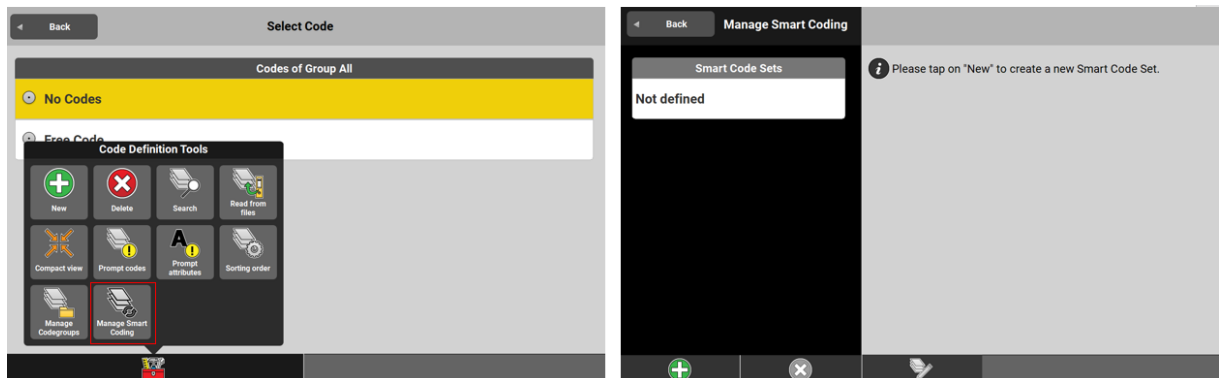 Back
Select Code
Codes of Group All
No Codes
Free Code
Code Definition Tools
New
Delete
Search
Read from
files
Compact view
Prompt codes
Prompt
attributes
Sorting order
Manage
Codegroups
Manage Smart
Coding
Back
Manage Smart Coding
Smart Code Sets
Not defined
Please tap on "New" to create a new Smart Code Set.